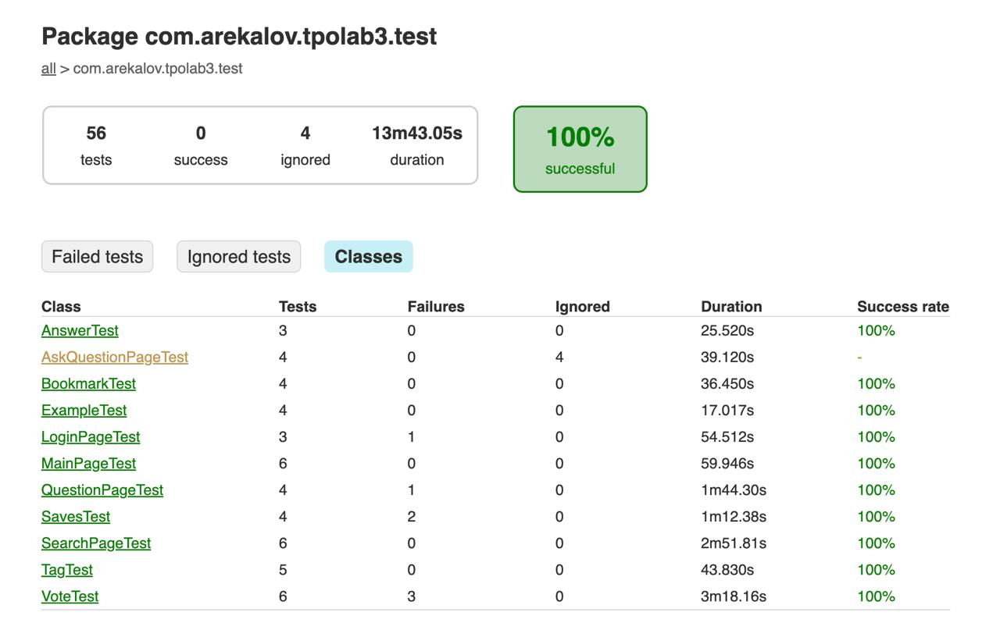 Package com.arekalov.tpolab3.test
all > com.arekalov.tpolab3.test
56 0 4 13m43.05s
tests success ignored duration
100%
successful
Failed tests Ignored tests Classes
Class Tests Failures Ignored Duration Success rate
AnswerTest 3 0 0 25.520s 100%
AskQuestionPageTest 4 0 4 39.120s -
BookmarkTest 4 0 0 36.450s 100%
ExampleTest 4 0 0 17.017s 100%
LoginPageTest 3 1 0 54.512s 100%
MainPageTest 6 0 0 59.946s 100%
QuestionPageTest 4 1 0 1m44.30s 100%
SavesTest 4 2 0 1m12.38s 100%
SearchPageTest 6 0 0 2m51.81s 100%
TagTest 5 0 0 43.830s 100%
VoteTest 6 3 0 3m18.16s 100%